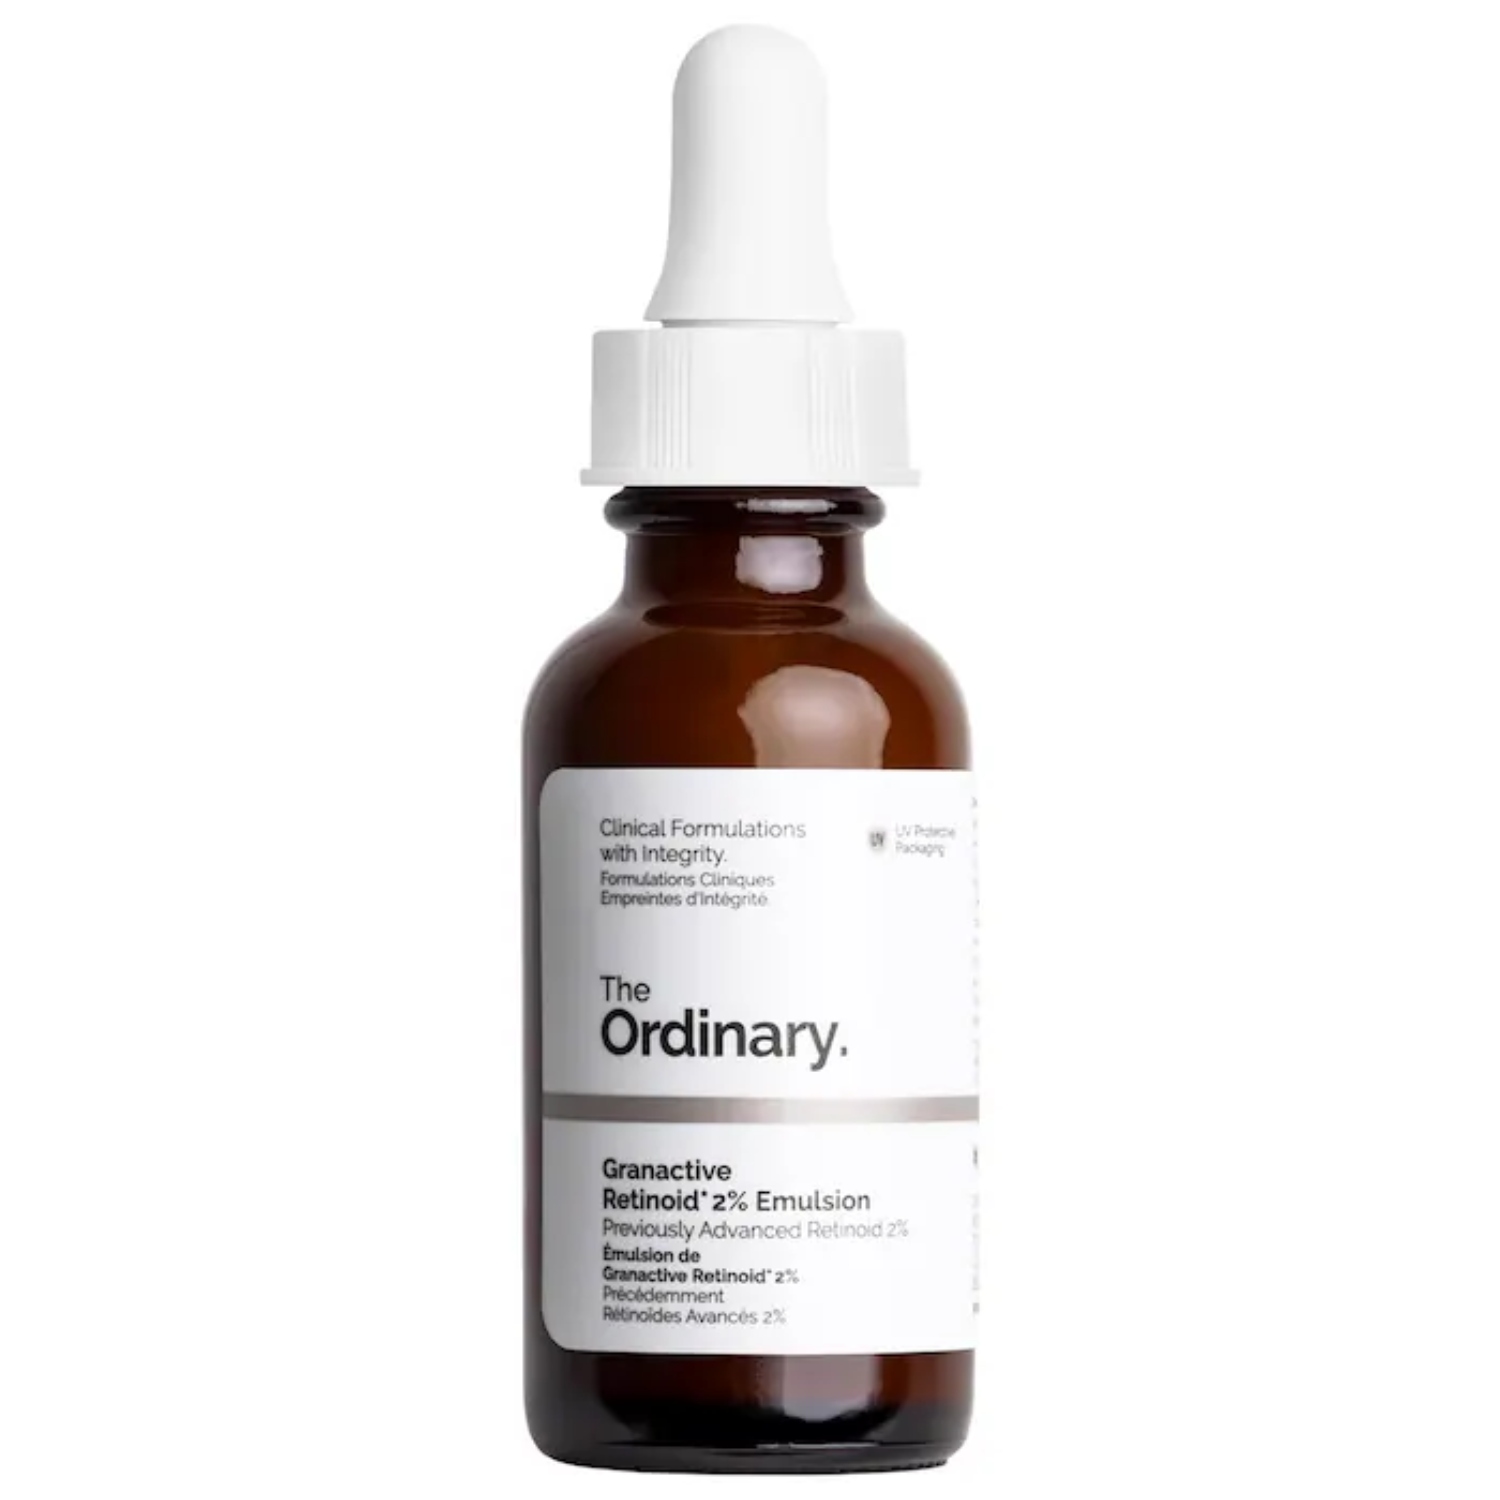 Clinical Formulations
with Integrity.
Formulations Cliniques
Empreintes d'Intégrité.
UV
UV Protective
Packaging
The
Ordinary.
Granactive
Retinoid* 2% Emulsion
Previously Advanced Retinoid 2%
Émulsion de
Granactive Retinoid* 2%
Précédemment
Rétinoïdes Avancés 2%